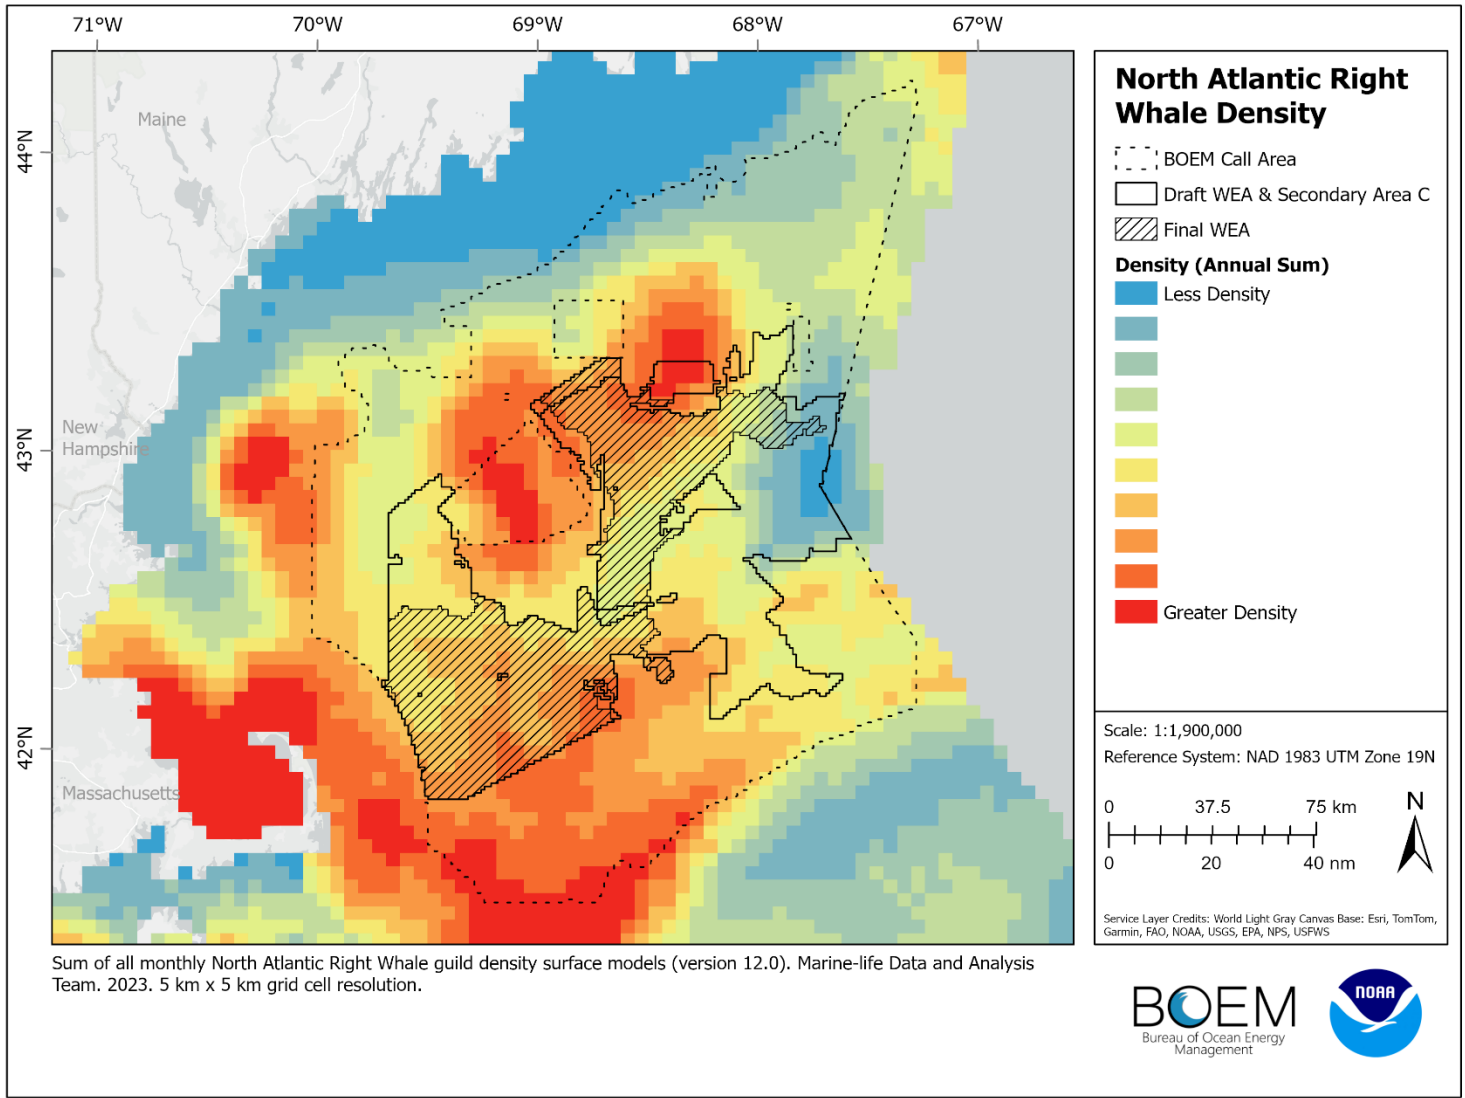 71°W 70°W 69°W 68°W 67°W
44°N
43°N
42°N
Maine
New
Hampshire
Massachusetts
North Atlantic Right
Whale Density
BOEM Call Area
Draft WEA & Secondary Area C
Final WEA
Density (Annual Sum)
Less Density
Greater Density
Scale: 1:1,900,000
Reference System: NAD 1983 UTM Zone 19N
0 37.5 75 km
0 20 40 nm
N
Service Layer Credits: World Light Gray Canvas Base: Esri, TomTom,
Garmin, FAO, NOAA, USGS, EPA, NPS, USFWS
Sum of all monthly North Atlantic Right Whale guild density surface models (version 12.0). Marine-life Data and Analysis
Team. 2023. 5 km x 5 km grid cell resolution.
BOEM
Bureau of Ocean Energy
Management
NOAA